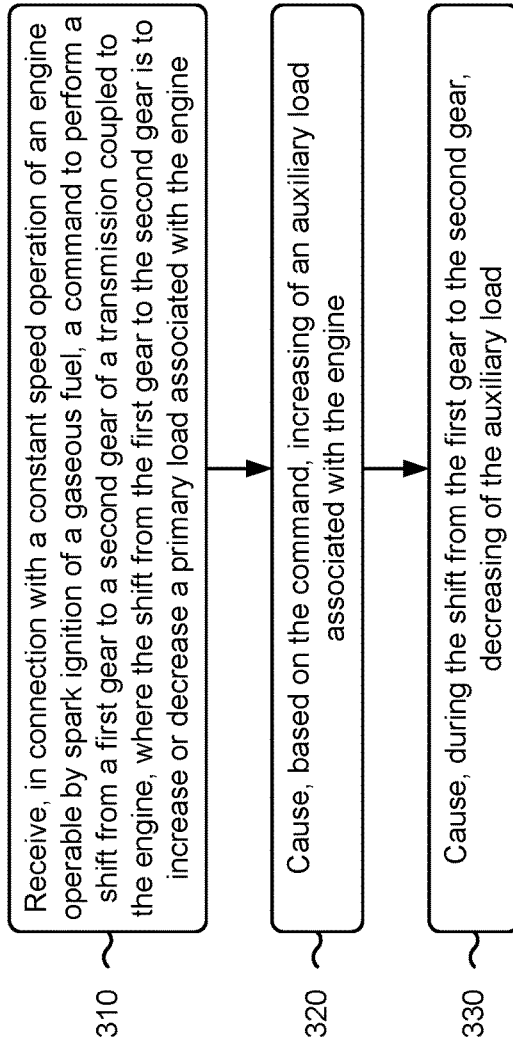 310
Receive, in connection with a constant speed operation of an engine
operable by spark ignition of a gaseous fuel, a command to perform a
shift from a first gear to a second gear of a transmission coupled to
the engine, where the shift from the first gear to the second gear is to
increase or decrease a primary load associated with the engine
320
Cause, based on the command, increasing of an auxiliary load
associated with the engine
330
Cause, during the shift from the first gear to the second gear,
decreasing of the auxiliary load